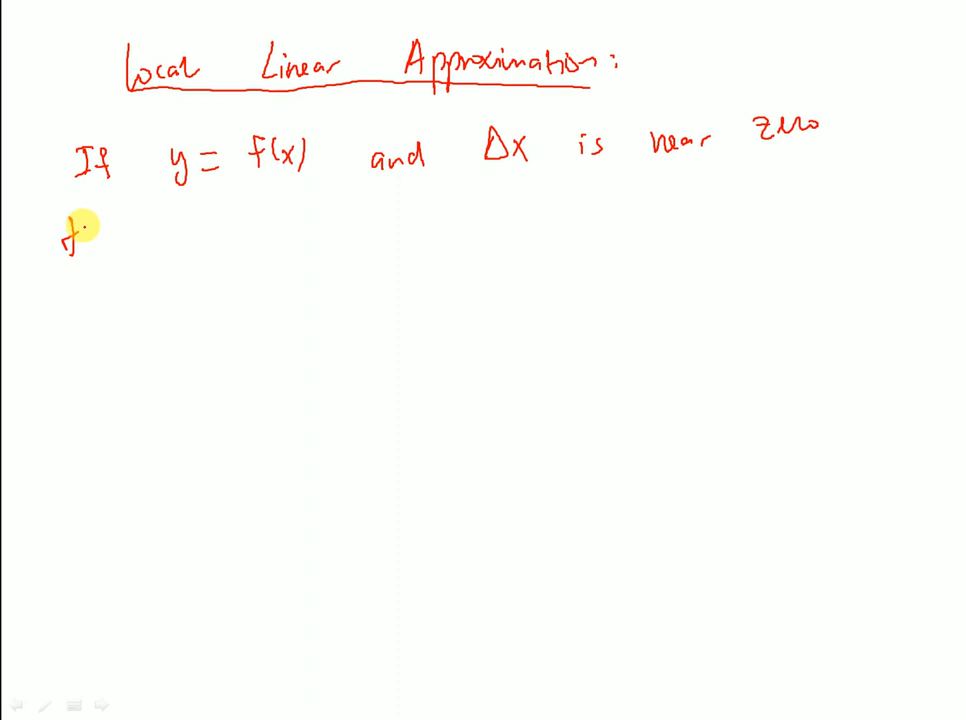 Local Linear Approximation:
If y = f(x) and Δx is near zero